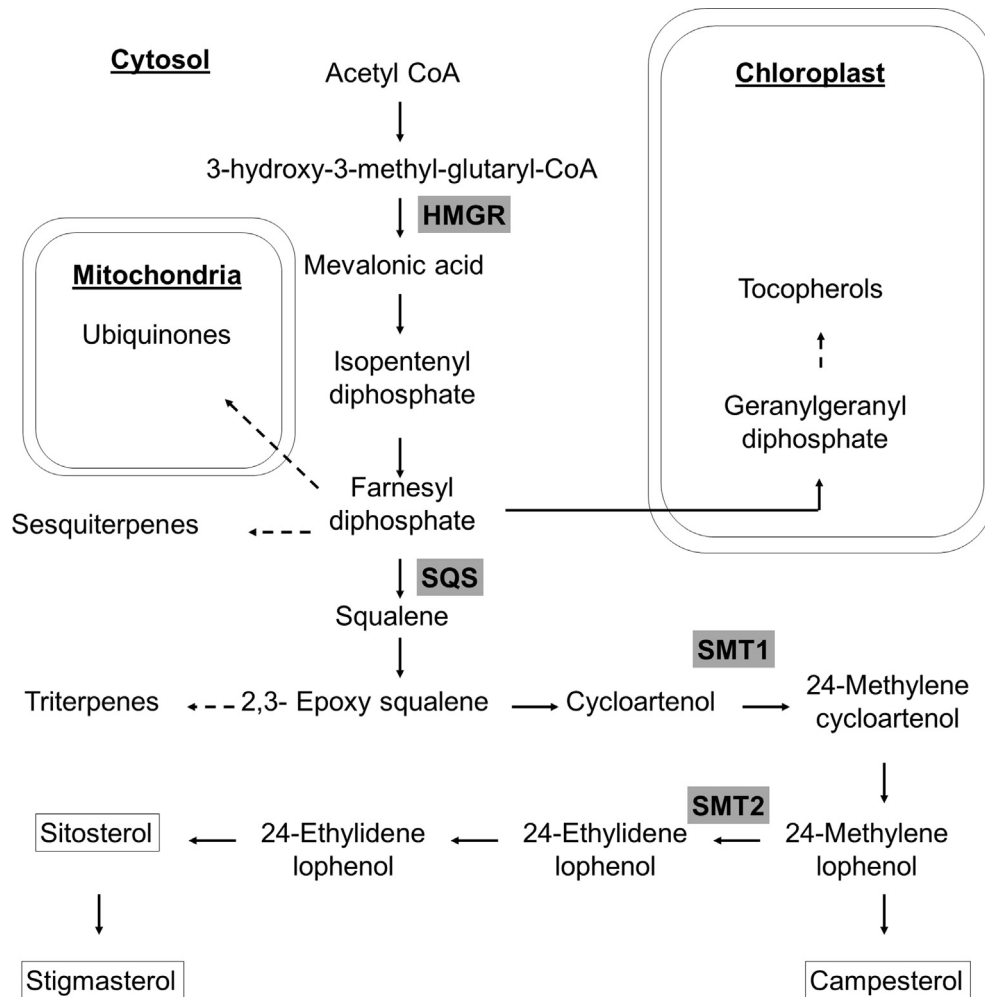 Cytosol
Acetyl CoA
Chloroplast
3-hydroxy-3-methyl-glutaryl-CoA
HMGR
Mevalonic acid
Mitochondria
Ubiquinones
Tocopherols
Isopentenyl
diphosphate
Geranylgeranyl
diphosphate
Farnesyl
diphosphate
Sesquiterpenes
SQS
Squalene
SMT1
Triterpenes
2,3- Epoxy squalene
Cycloartenol
24-Methylene
cycloartenol
SMT2
Sitosterol
24-Ethylidene
lophenol
24-Ethylidene
lophenol
24-Methylene
lophenol
Stigmasterol
Campesterol